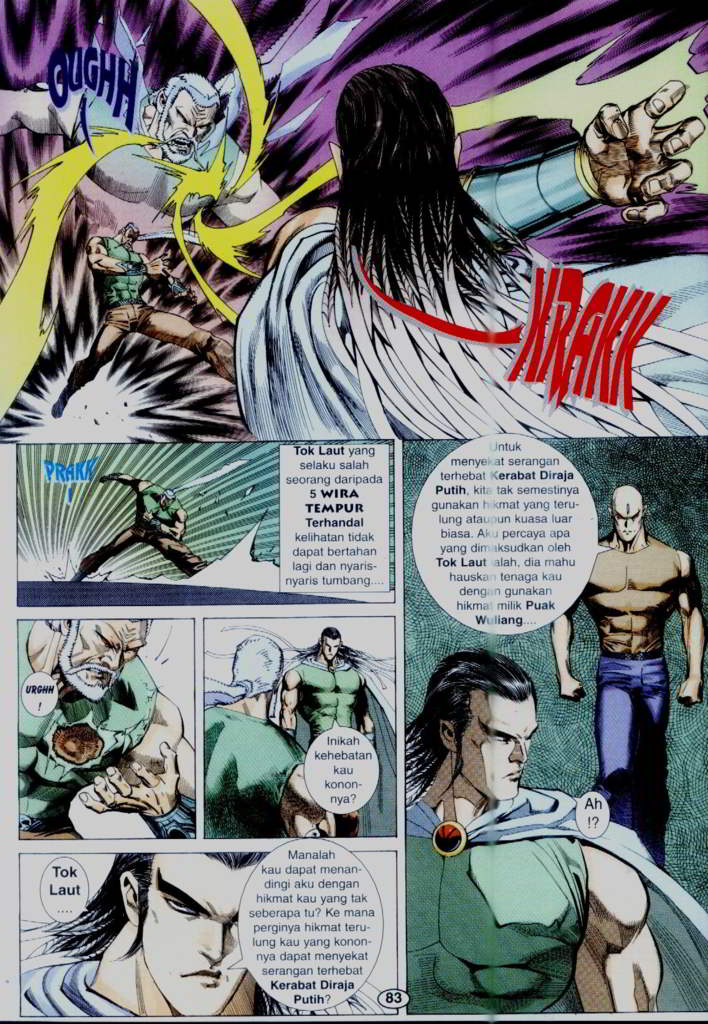 OUGHH
!
KRAKK
PRAKK
!
Tok Laut yang
selaku salah
seorang daripada
5 WIRA
TEMPUR
Terhandal
kelihatan tidak
dapat bertahan
lagi dan nyaris-
nyaris tumbang....
URGHH
!
Inikah
kehebatan
kau
konon-
nya?
Tok
Laut
....
Manalah
kau dapat menan-
dingi aku dengan
hikmat kau yang tak
seberapa tu? Ke mana
perginya hikmat teru-
lung kau yang konon-
nya dapat menyekat
serangan terhebat
Kerabat Diraja
Putih?
Untuk
menyekat serangan
terhebat Kerabat Diraja
Putih, kita tak semestinya
gunakan hikmat yang teru-
lung ataupun kuasa luar
biasa. Aku percaya apa
yang dimaksudkan oleh
Tok Laut ialah, dia mahu
hauskan tenaga kau
dengan gunakan
hikmat milik Puak
Wuliang....
Ah
!?
83